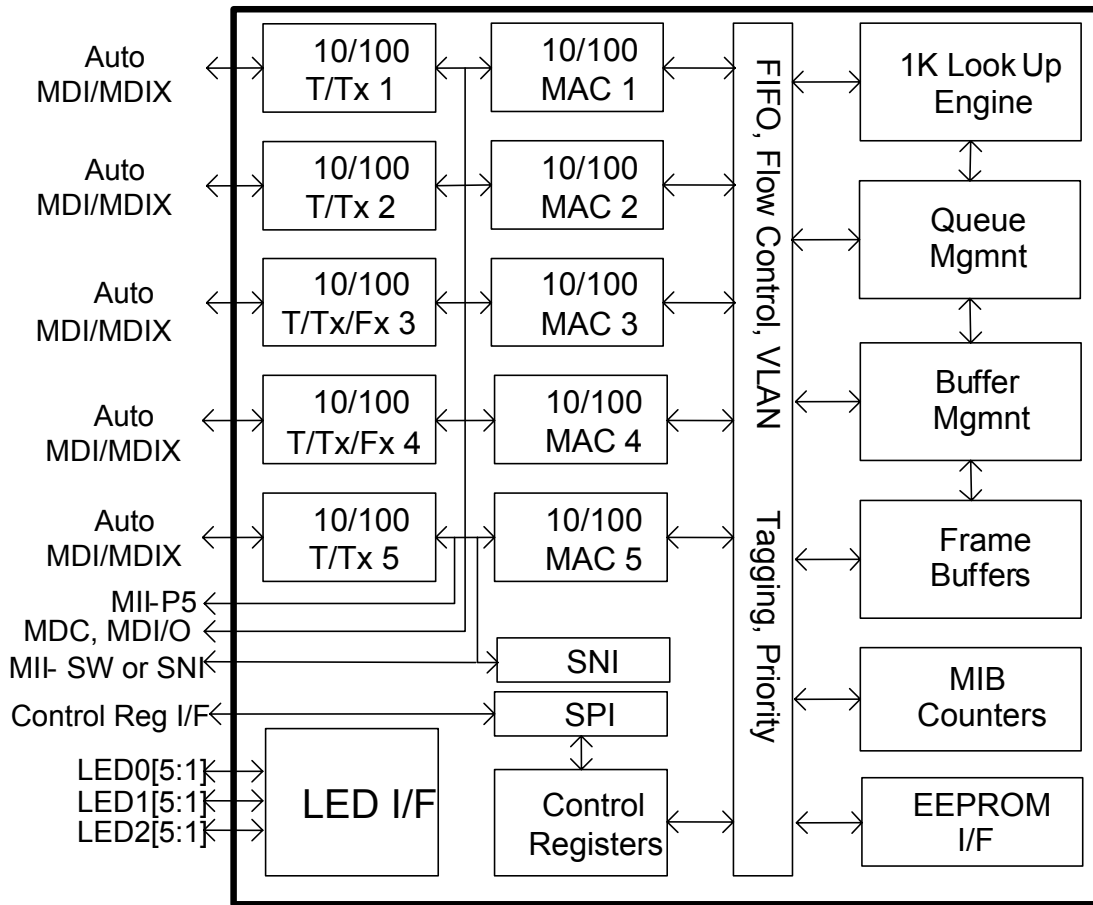 Auto
MDI/MDIX
10/100
T/Tx 1
10/100
MAC 1
1K Look Up
Engine
Auto
MDI/MDIX
10/100
T/Tx 2
10/100
MAC 2
Queue
Mgmnt
Auto
MDI/MDIX
10/100
T/Tx/Fx 3
10/100
MAC 3
Auto
MDI/MDIX
10/100
T/Tx/Fx 4
10/100
MAC 4
Buffer
Mgmnt
Auto
MDI/MDIX
10/100
T/Tx 5
10/100
MAC 5
Frame
Buffers
FIFO, Flow Control, VLAN Tagging, Priority
MII-P5
MDC, MDI/O
MII- SW or SNI
SNI
Control Reg I/F
SPI
MIB
Counters
LED0[5:1]
LED1[5:1]
LED2[5:1]
LED I/F
Control
Registers
EEPROM
I/F